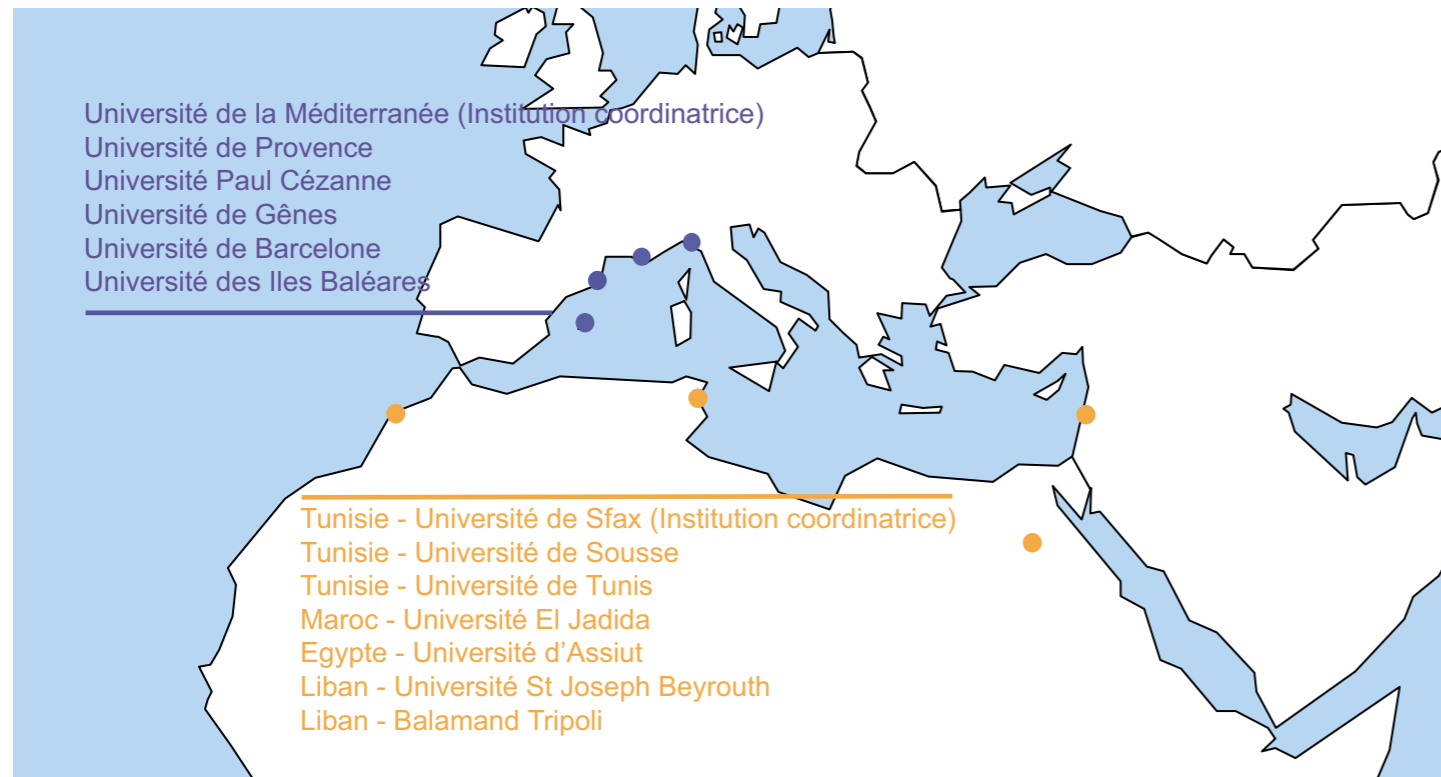 Université de la Méditerranée (Institution coordinatrice)
Université de Provence
Université Paul Cézanne
Université de Gênes
Université de Barcelone
Université des Iles Baléares
Tunisie - Université de Sfax (Institution coordinatrice)
Tunisie - Université de Sousse
Tunisie - Université de Tunis
Maroc - Université El Jadida
Egypte - Université d’Assiut
Liban - Université St Joseph Beyrouth
Liban - Balamand Tripoli